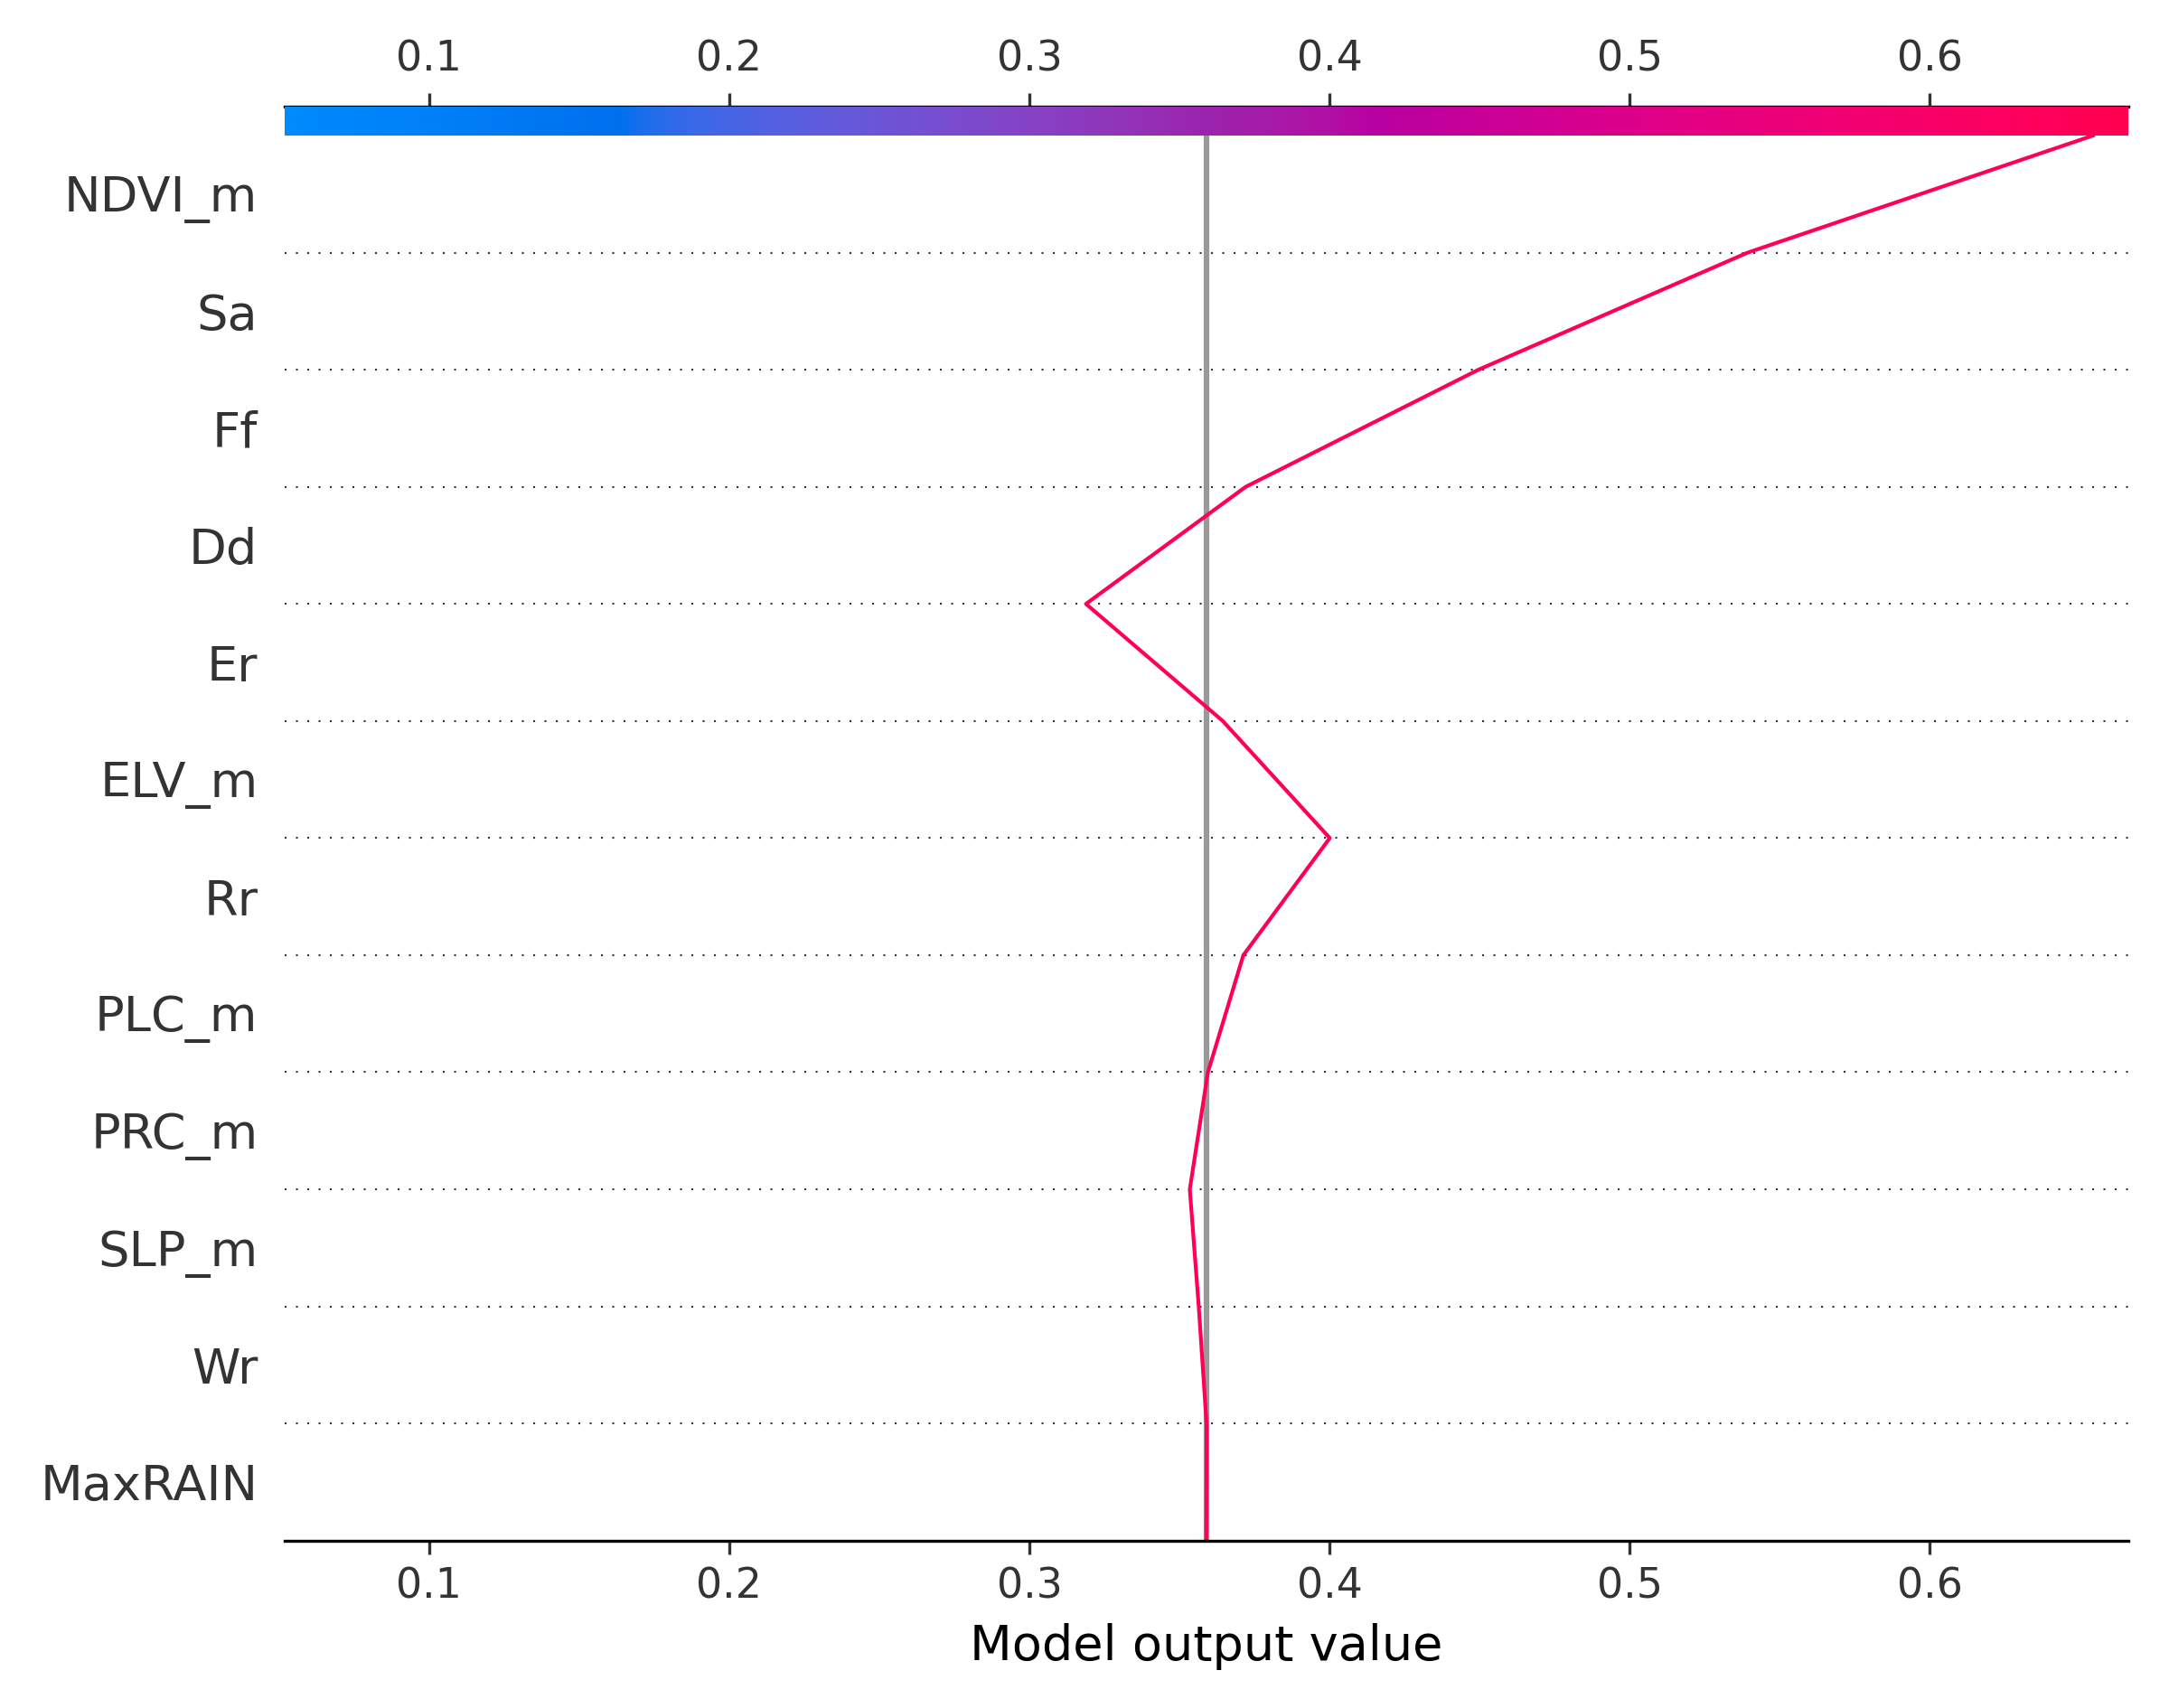 0.1 0.2 0.3 0.4 0.5 0.6
NDVI_m
Sa
Ff
Dd
Er
ELV_m
Rr
PLC_m
PRC_m
SLP_m
Wr
MaxRAIN
0.1 0.2 0.3 0.4 0.5 0.6
Model output value